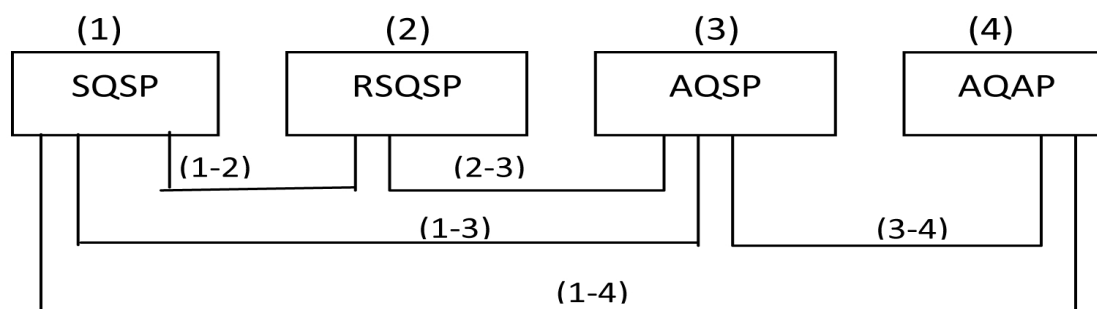 (1) (2) (3) (4)
SQSP RSQSP AQSP AQAP
(1-2) (2-3)
(1-3) (3-4)
(1-4)